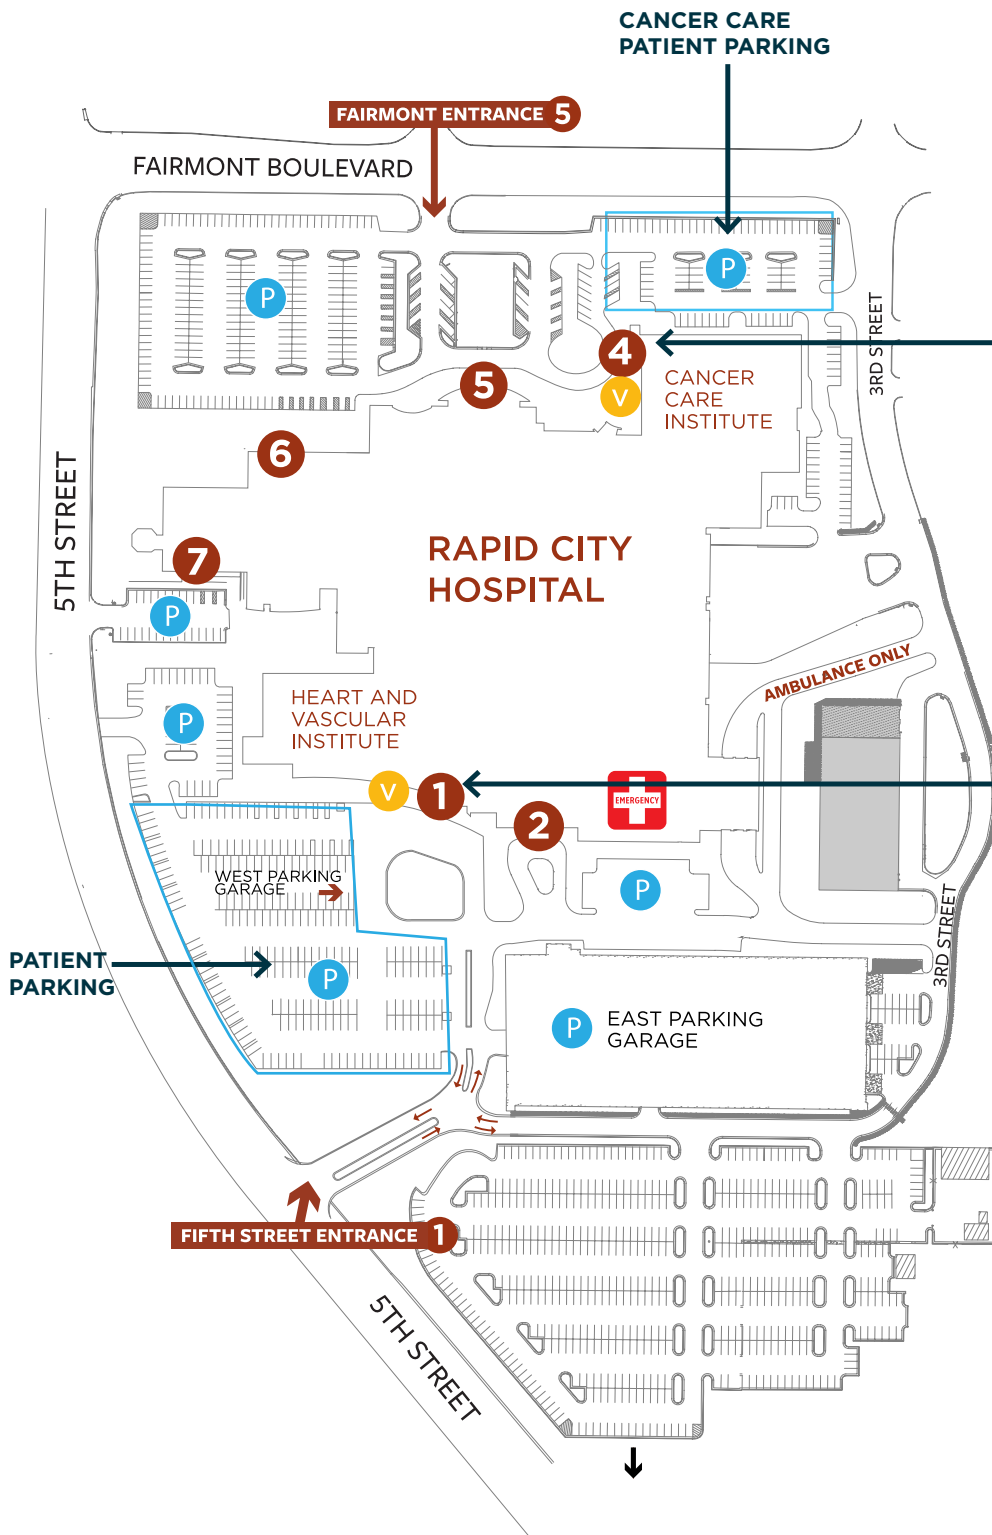 CANCER CARE
PATIENT PARKING
FAIRMONT ENTRANCE 5
FAIRMONT BOULEVARD
P
P
3RD STREET
4
5
V
CANCER
CARE
INSTITUTE
6
5TH STREET
RAPID CITY
HOSPITAL
7
P
AMBULANCE ONLY
HEART AND
VASCULAR
INSTITUTE
P
V
1
EMERGENCY
2
WEST PARKING
GARAGE
P
3RD STREET
PATIENT
PARKING
P
P
EAST PARKING
GARAGE
FIFTH STREET ENTRANCE 1
5TH STREET